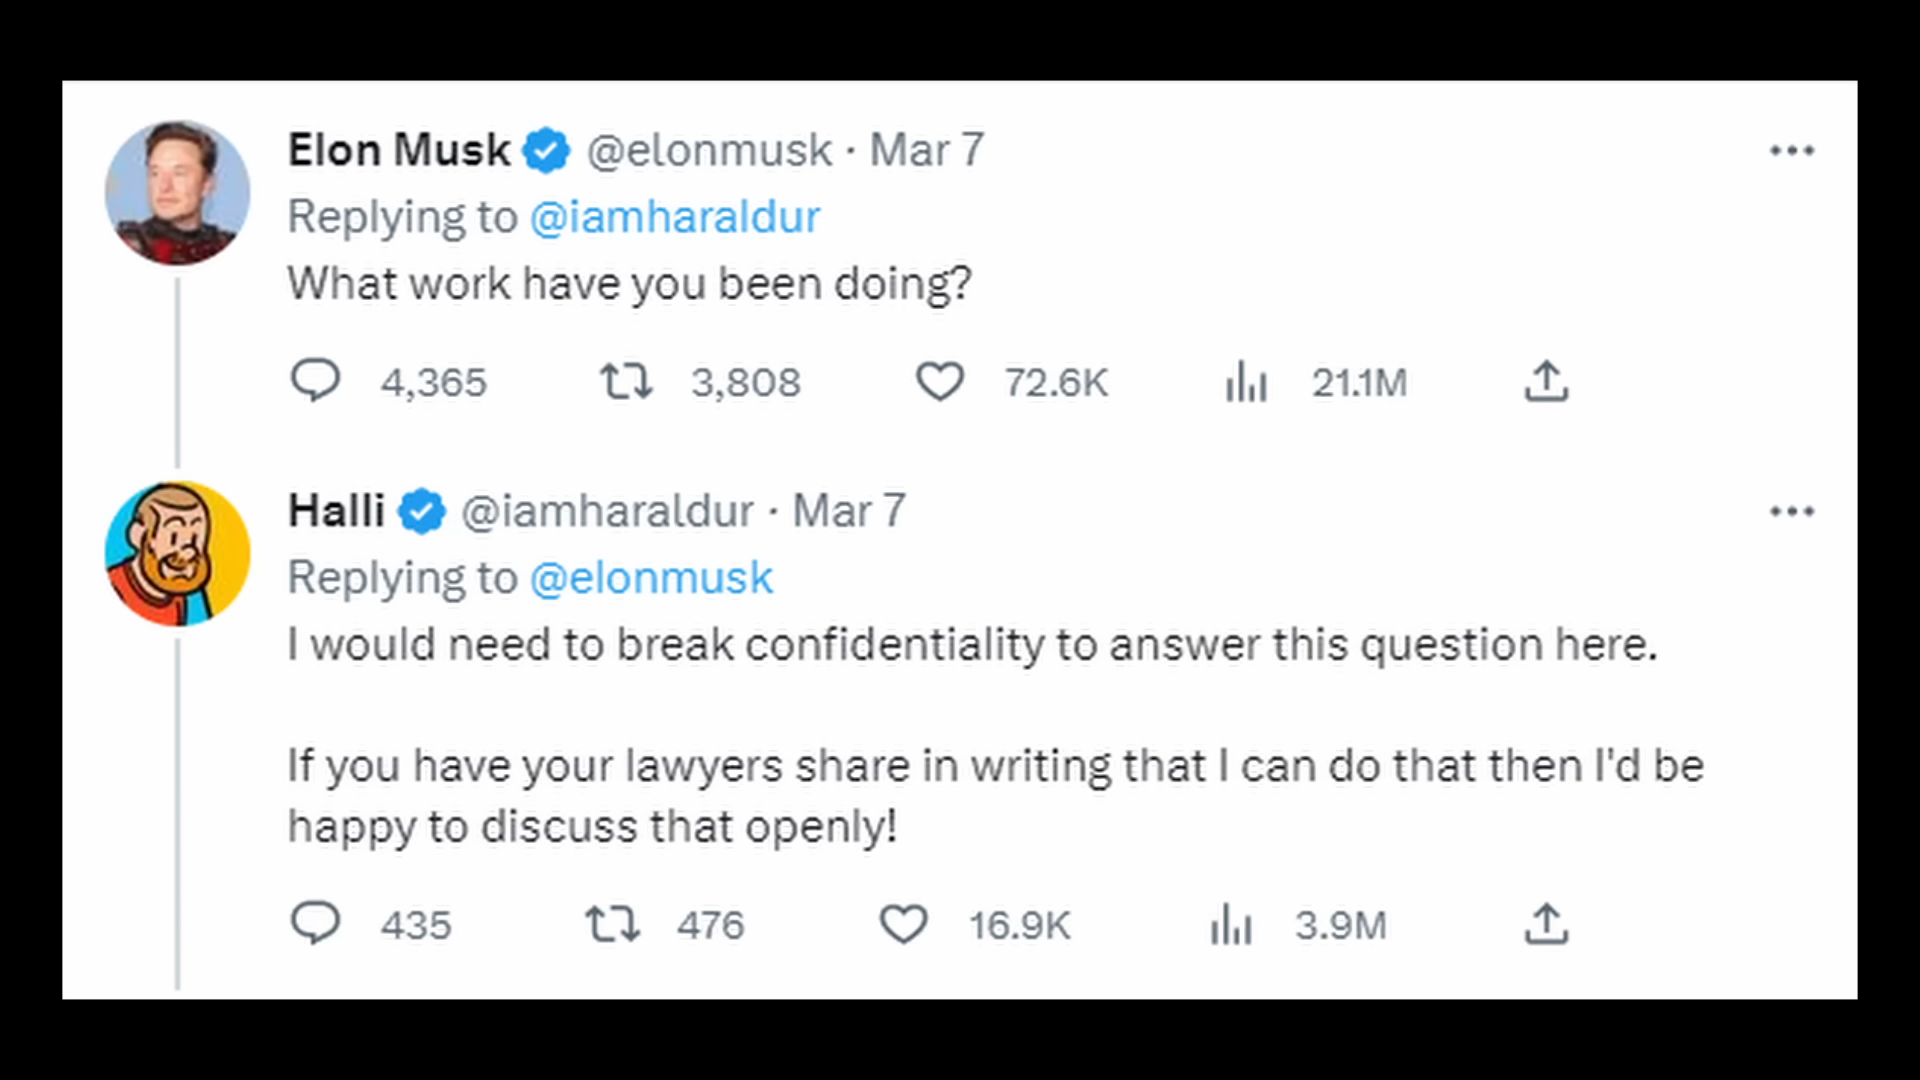 Elon Musk @elonmusk · Mar 7
Replying to @iamharaldur
What work have you been doing?
4,365 3,808 72.6K 21.1M
Halli @iamharaldur · Mar 7
Replying to @elonmusk
I would need to break confidentiality to answer this question here.
If you have your lawyers share in writing that I can do that then I'd be
happy to discuss that openly!
435 476 16.9K 3.9M